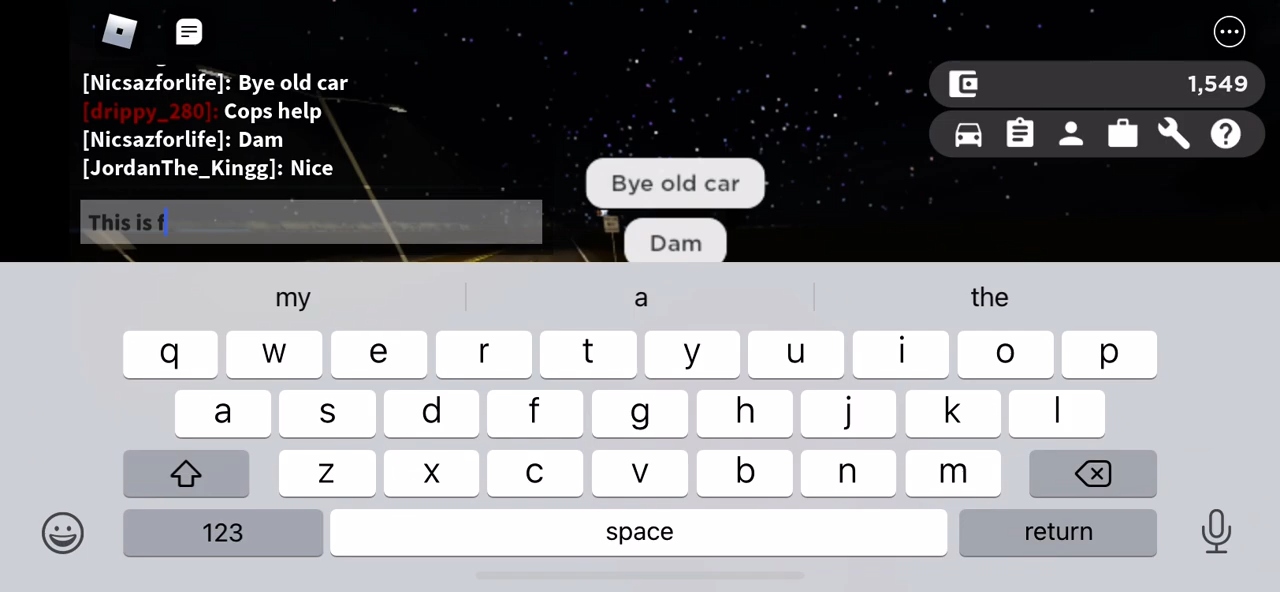 [Nicsazforlife]: Bye old car
[drippy_280]: Cops help
[Nicsazforlife]: Dam
[JordanThe_Kingg]: Nice
This is f
1,549
Bye old car
Dam
my a the
q w e r t y u i o p
a s d f g h j k l
z x c v b n m
123 space return